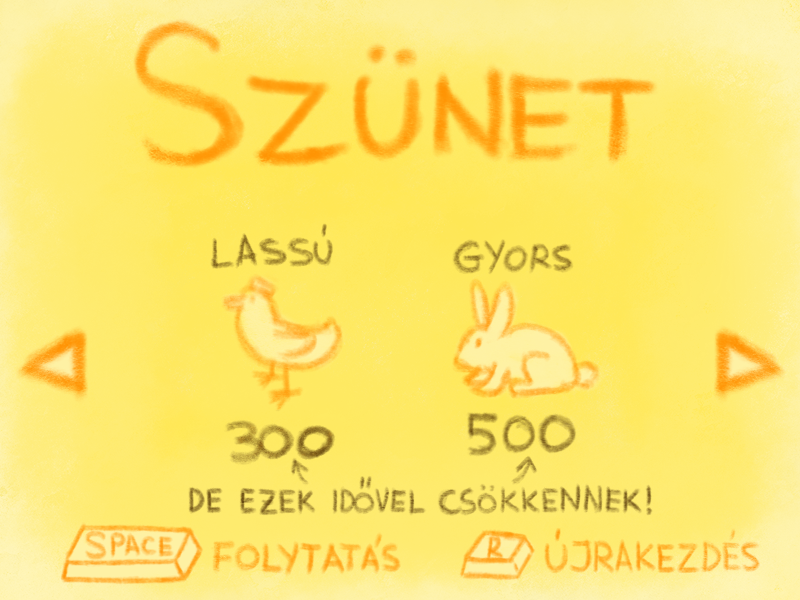 SZÜNET
LASSÚ GYORS
300 500
DE EZEK IDŐVEL CSÖKKENNEK!
SPACE FOLYTATÁS R ÚJRAKEZDÉS